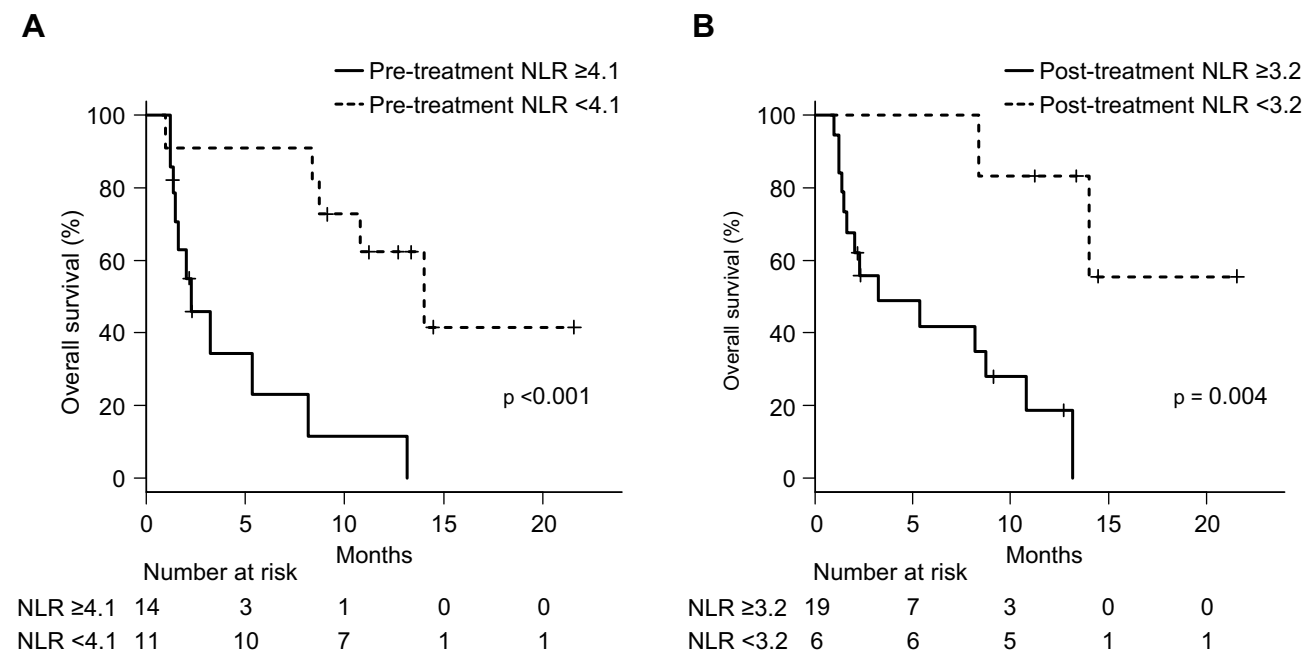 A
Pre-treatment NLR ≥4.1
Pre-treatment NLR <4.1
100
80
60
40
20
0
Overall survival (%)
p <0.001
0 5 10 15 20
Months
Number at risk
NLR ≥4.1 14 3 1 0 0
NLR <4.1 11 10 7 1 1
B
Post-treatment NLR ≥3.2
Post-treatment NLR <3.2
100
80
60
40
20
0
Overall survival (%)
p = 0.004
0 5 10 15 20
Months
Number at risk
NLR ≥3.2 19 7 3 0 0
NLR <3.2 6 6 5 1 1